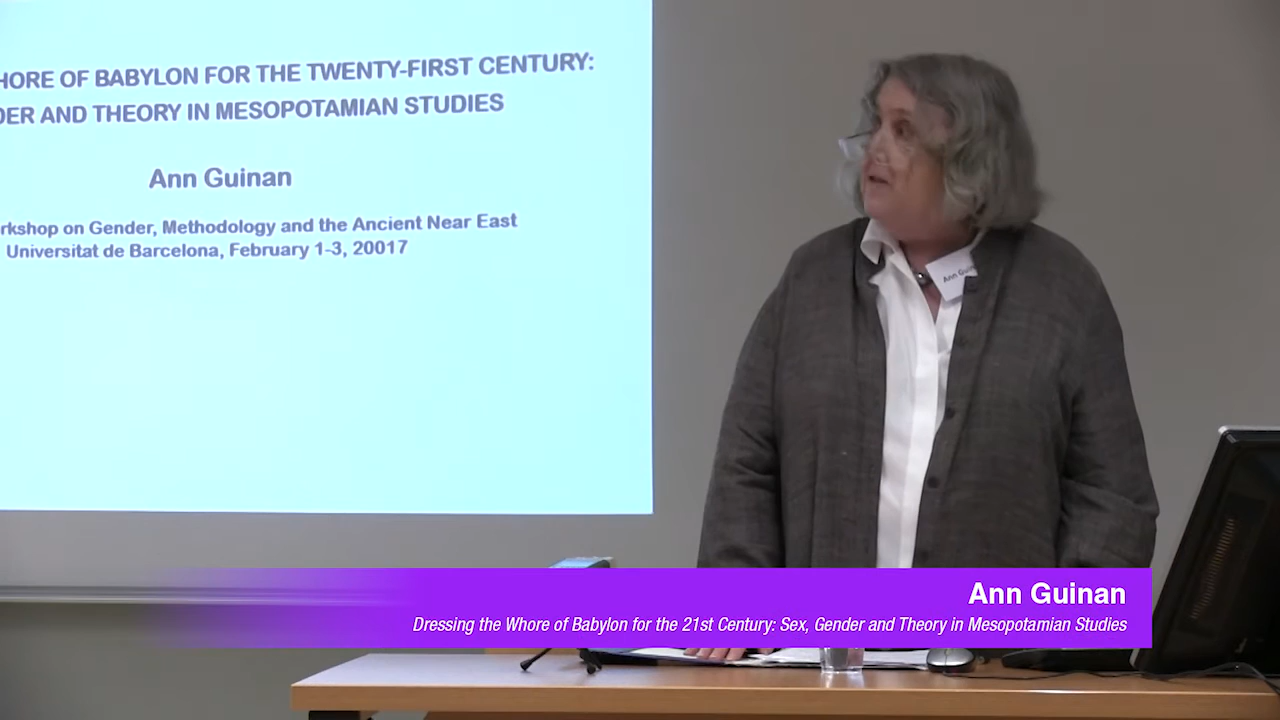 HORE OF BABYLON FOR THE TWENTY-FIRST CENTURY:
DER AND THEORY IN MESOPOTAMIAN STUDIES
Ann Guinan
rkshop on Gender, Methodology and the Ancient Near East
Universitat de Barcelona, February 1-3, 20017
Ann Guin
Ann Guinan
Dressing the Whore of Babylon for the 21st Century: Sex, Gender and Theory in Mesopotamian Studies